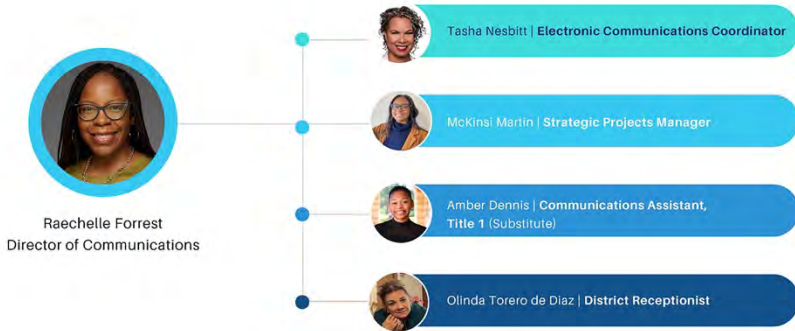 Raechelle Forrest
Director of Communications
Tasha Nesbitt | Electronic Communications Coordinator
McKinsi Martin | Strategic Projects Manager
Amber Dennis | Communications Assistant,
Title 1 (Substitute)
Olinda Torero de Diaz | District Receptionist